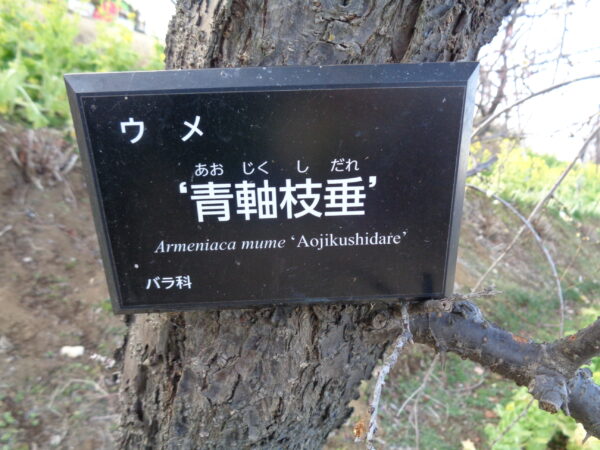 ウメ
あお じく し だれ
‘青軸枝垂’
Armeniaca mume ‘Aojikushidare’
バラ科